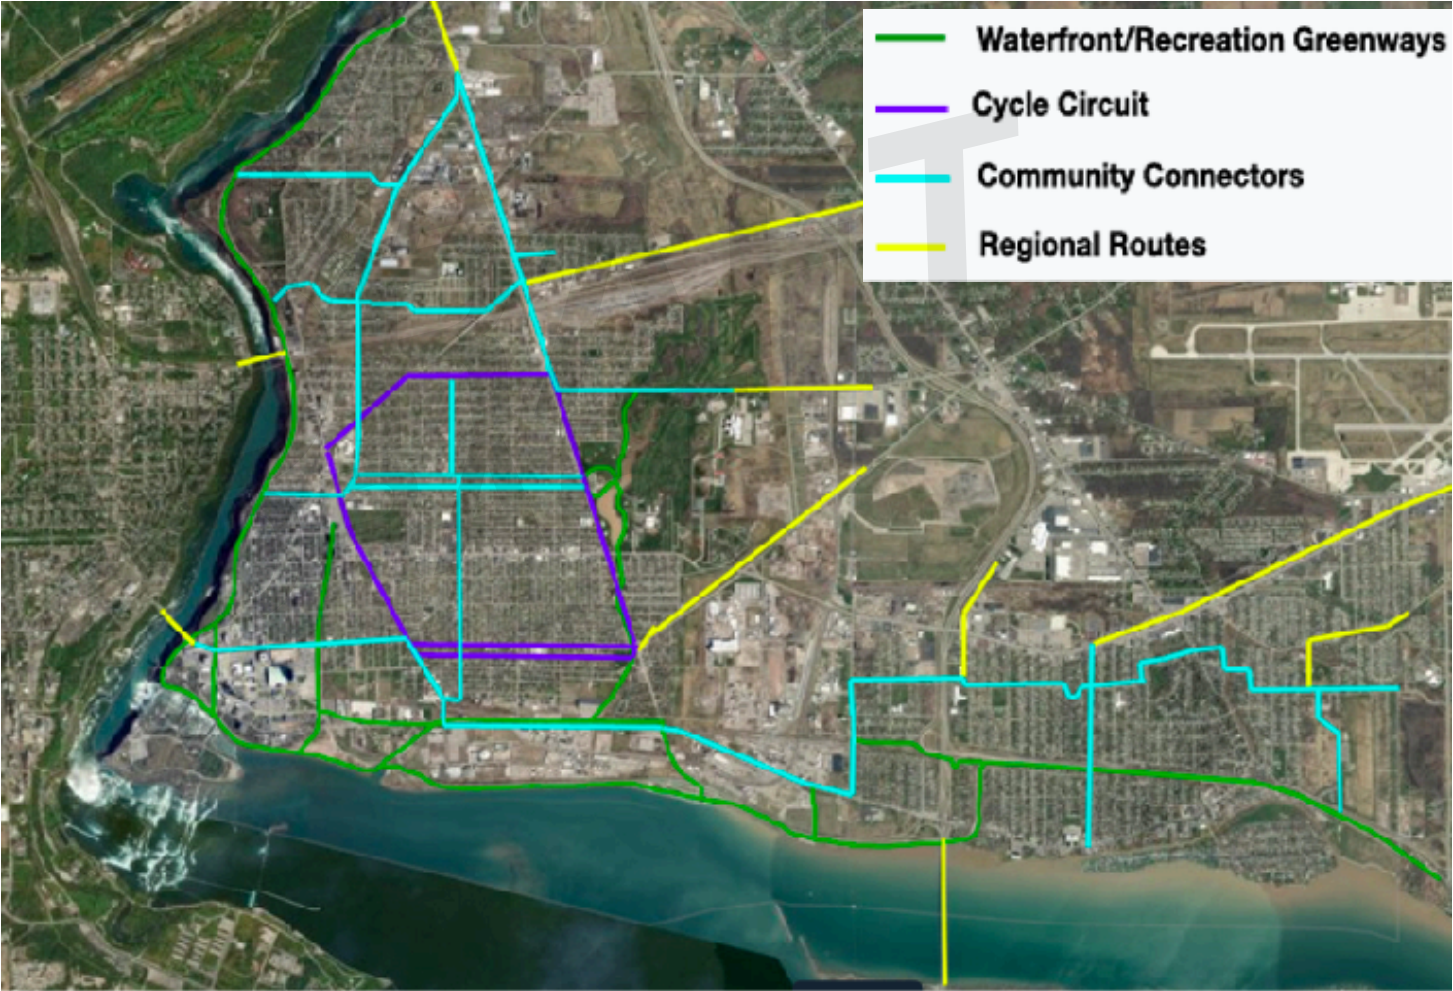 Waterfront/Recreation Greenways
Cycle Circuit
Community Connectors
Regional Routes
T